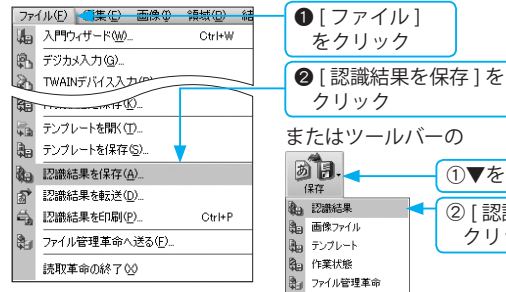 ファイル(F)
画像(I)
入門ウィザード(W)... Ctrl+W
デジカメ入力(G)...
TWAINデバイス入力
テンプレートを開く(T)...
テンプレートを保存(S)...
認識結果を保存(A)...
認識結果を転送(D)...
認識結果を印刷(P)... Ctrl+P
ファイル管理革命へ送る(E)...
読取革命の終了(X)
❶ [ ファイル ]
をクリック
❷ [ 認識結果を保存 ] を
クリック
またはツールバーの
保存
①▼を
認識結果
画像ファイル
テンプレート
作業状態
ファイル管理革命
② [ 認
クリ